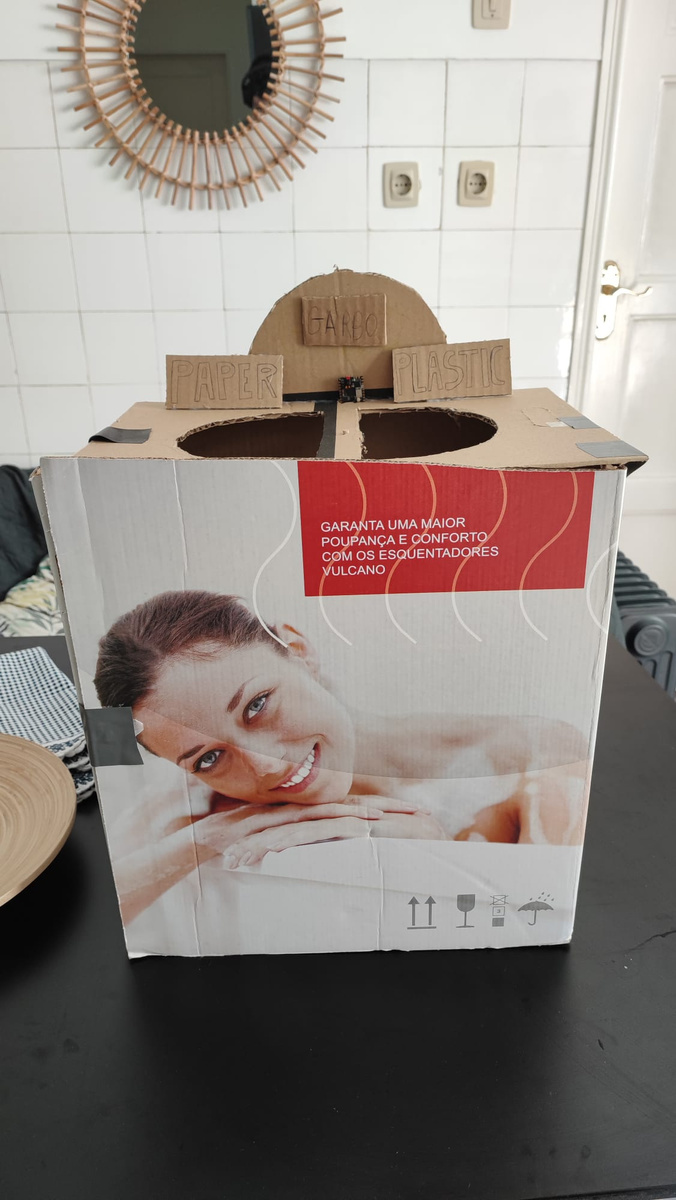 GARBO
PAPER
PLASTIC
GARANTA UMA MAIOR
POUPANÇA E CONFORTO
COM OS ESQUENTADORES
VULCANO